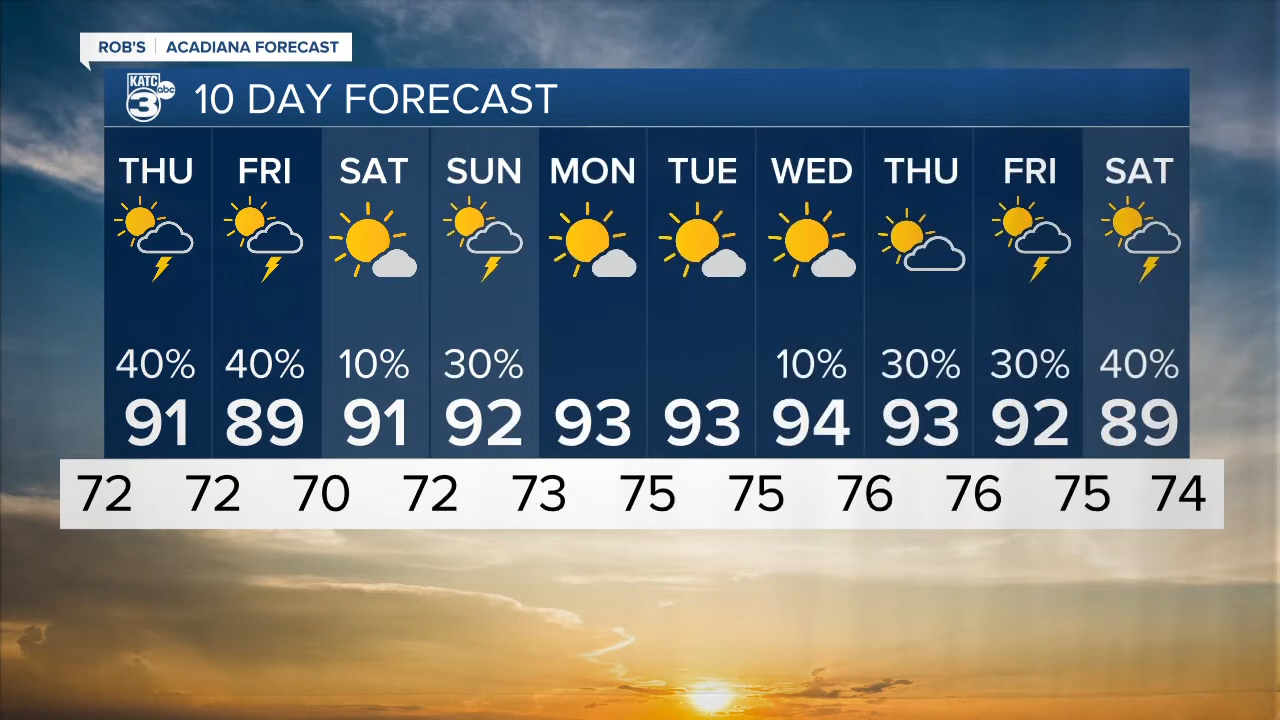 ROB'S ACADIANA FORECAST
KATC abc 3
10 DAY FORECAST
THU FRI SAT SUN MON TUE WED THU FRI SAT
40% 40% 10% 30% 10% 30% 30% 40%
91 89 91 92 93 93 94 93 92 89
72 72 70 72 73 75 75 76 76 75 74